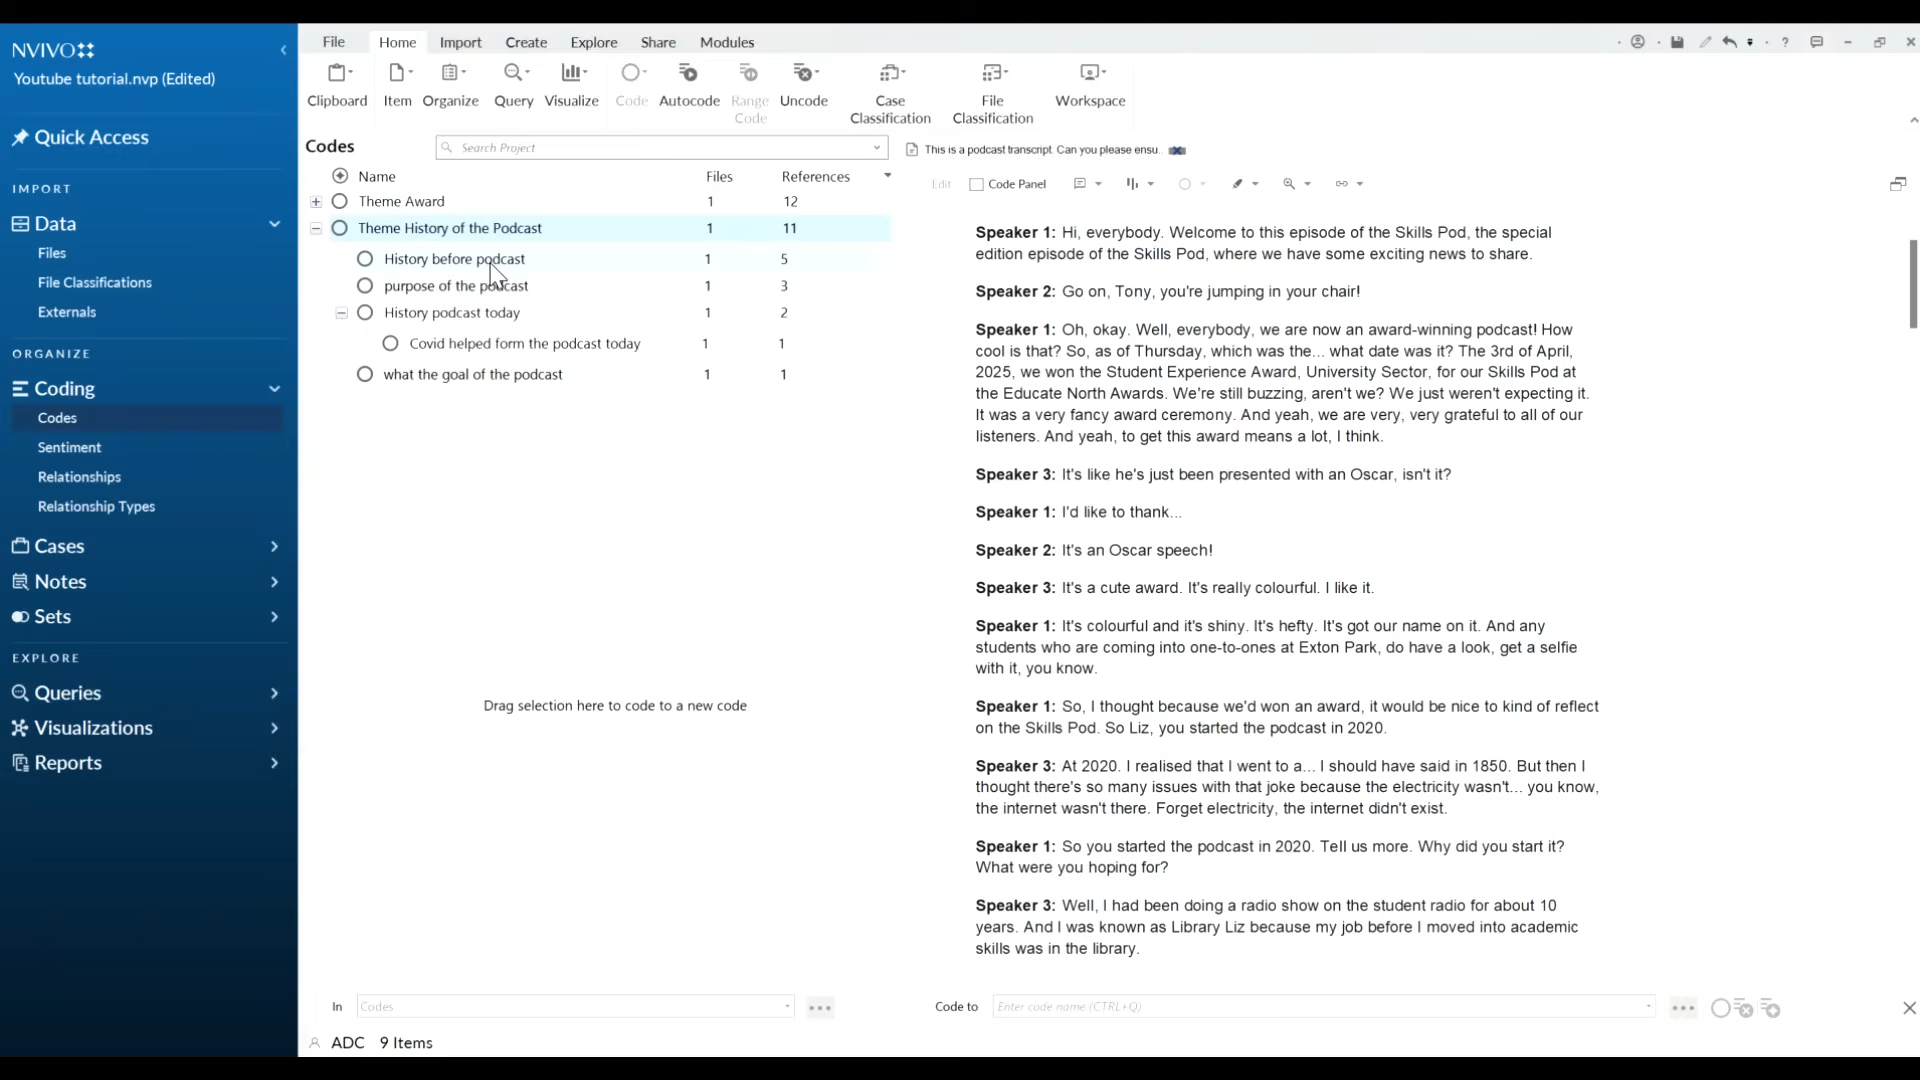 NVIVO
Youtube tutorial.nvp (Edited)
Quick Access
IMPORT
Data
Files
File Classifications
Externals
ORGANIZE
Coding
Codes
Sentiment
Relationships
Relationship Types
Cases
Notes
Sets
EXPLORE
Queries
Visualizations
Reports
File Home Import Create Explore Share Modules
Clipboard Item Organize Query Visualize Code Autocode Range Code Uncode Case Classification File Classification Workspace
Codes
Search Project
Name Files References
Theme Award 1 12
Theme History of the Podcast 1 11
History before podcast 1 5
purpose of the podcast 1 3
History podcast today 1 2
Covid helped form the podcast today 1 1
what the goal of the podcast 1 1
Drag selection here to code to a new code
In Codes
ADC 9 Items
This is a podcast transcript. Can you please ensu.
Edit Code Panel
Speaker 1: Hi, everybody. Welcome to this episode of the Skills Pod, the special
edition episode of the Skills Pod, where we have some exciting news to share.
Speaker 2: Go on, Tony, you're jumping in your chair!
Speaker 1: Oh, okay. Well, everybody, we are now an award-winning podcast! How
cool is that? So, as of Thursday, which was the... what date was it? The 3rd of April,
2025, we won the Student Experience Award, University Sector, for our Skills Pod at
the Educate North Awards. We're still buzzing, aren't we? We just weren't expecting it.
It was a very fancy award ceremony. And yeah, we are very, very grateful to all of our
listeners. And yeah, to get this award means a lot, I think.
Speaker 3: It's like he's just been presented with an Oscar, isn't it?
Speaker 1: I'd like to thank...
Speaker 2: It's an Oscar speech!
Speaker 3: It's a cute award. It's really colourful. I like it.
Speaker 1: It's colourful and it's shiny. It's hefty. It's got our name on it. And any
students who are coming into one-to-ones at Exton Park, do have a look, get a selfie
with it, you know.
Speaker 1: So, I thought because we'd won an award, it would be nice to kind of reflect
on the Skills Pod. So Liz, you started the podcast in 2020.
Speaker 3: At 2020. I realised that I went to a... I should have said in 1850. But then I
thought there's so many issues with that joke because the electricity wasn't... you know,
the internet wasn't there. Forget electricity, the internet didn't exist.
Speaker 1: So you started the podcast in 2020. Tell us more. Why did you start it?
What were you hoping for?
Speaker 3: Well, I had been doing a radio show on the student radio for about 10
years. And I was known as Library Liz because my job before I moved into academic
skills was in the library.
Code to Enter code name (CTRL+Q)